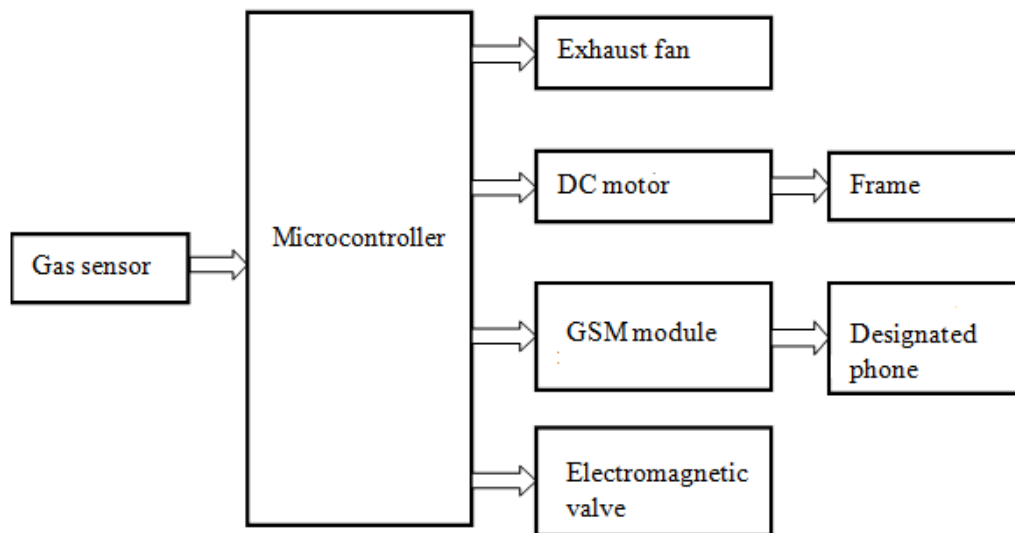 Exhaust fan
DC motor
Frame
Microcontroller
Gas sensor
GSM module
Designated
phone
Electromagnetic
valve